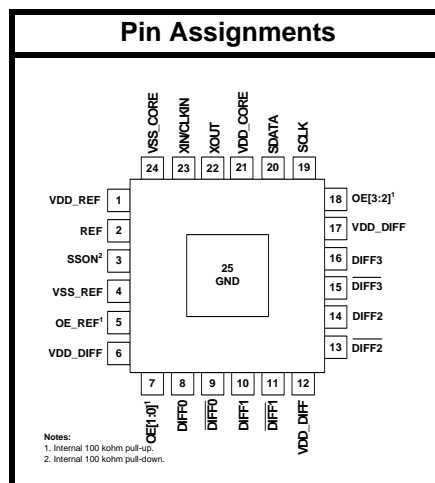 Pin Assignments
VSS_CORE
XIN/CLKIN
XOUT
VDD_CORE
SDATA
SCLK
24
23
22
21
20
19
VDD_REF 1
REF 2
SSON² 3
VSS_REF 4
OE_REF¹ 5
VDD_DIFF 6
25
GND
18 OE[3:2]¹
17 VDD_DIFF
16 DIFF3
15 DIFF3
14 DIFF2
13 DIFF2
7
8
9
10
11
12
OE[1:0]¹
DIFF0
DIFF0
DIFF1
DIFF1
VDD_DIFF
Notes:
1. Internal 100 kohm pull-up.
2. Internal 100 kohm pull-down.